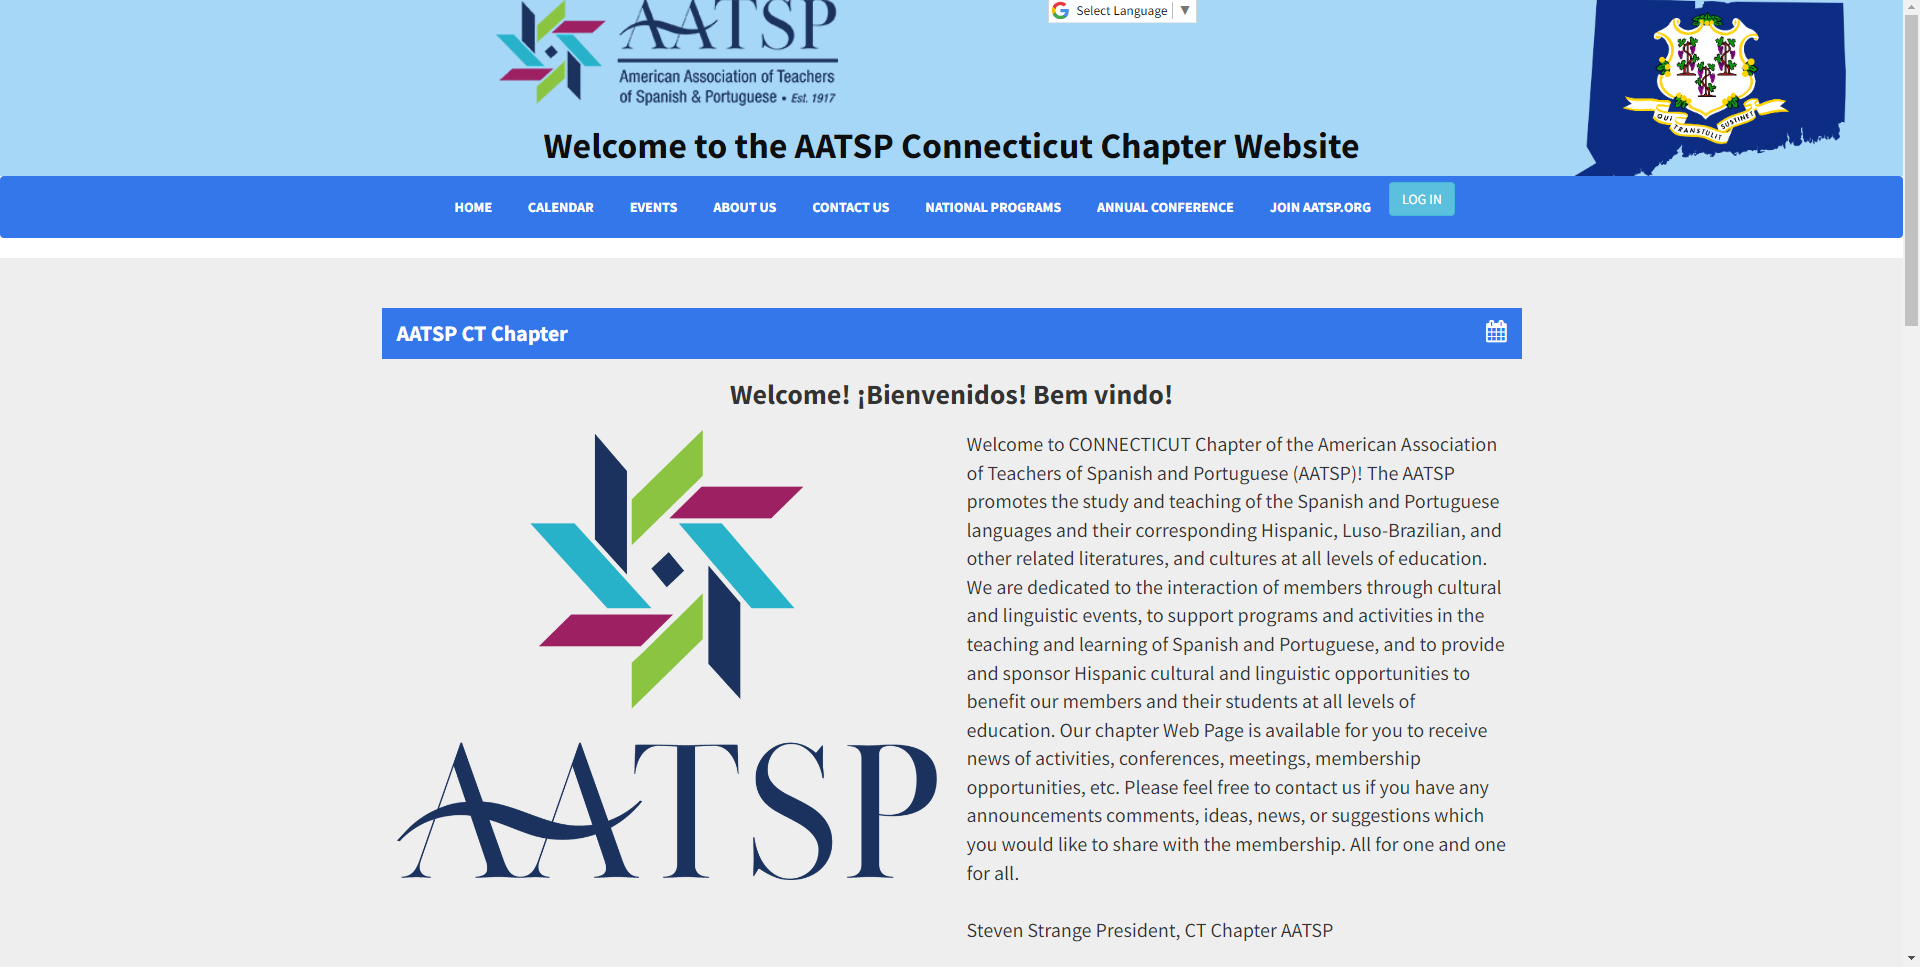 AATSP
American Association of Teachers
of Spanish & Portuguese • Est. 1917
Select Language ▼
QUI TRANSTULIT SUSTINET
Welcome to the AATSP Connecticut Chapter Website
HOME CALENDAR EVENTS ABOUT US CONTACT US NATIONAL PROGRAMS ANNUAL CONFERENCE JOIN AATSP.ORG LOG IN
AATSP CT Chapter
Welcome! ¡Bienvenidos! Bem vindo!
AATSP
Welcome to CONNECTICUT Chapter of the American Association
of Teachers of Spanish and Portuguese (AATSP)! The AATSP
promotes the study and teaching of the Spanish and Portuguese
languages and their corresponding Hispanic, Luso-Brazilian, and
other related literatures, and cultures at all levels of education.
We are dedicated to the interaction of members through cultural
and linguistic events, to support programs and activities in the
teaching and learning of Spanish and Portuguese, and to provide
and sponsor Hispanic cultural and linguistic opportunities to
benefit our members and their students at all levels of
education. Our chapter Web Page is available for you to receive
news of activities, conferences, meetings, membership
opportunities, etc. Please feel free to contact us if you have any
announcements comments, ideas, news, or suggestions which
you would like to share with the membership. All for one and one
for all.
Steven Strange President, CT Chapter AATSP